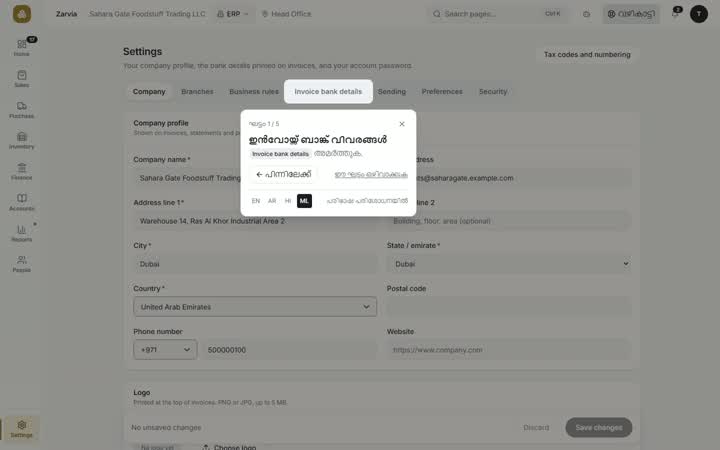 Zarvia
Sahara Gate Foodstuff Trading LLC
ERP
Head Office
Search pages...
Ctrl K
വഴികാട്ടി
2
T
17
Home
Sales
Purchase
Inventory
Finance
Accounts
Reports
People
Settings
Settings
Your company profile, the bank details printed on invoices, and your account password.
Tax codes and numbering
Company
Branches
Business rules
Invoice bank details
Sending
Preferences
Security
Company profile
Shown on invoices, statements and
ഘട്ടം 1 / 5
ഇൻവോയ്സ് ബാങ്ക് വിവരങ്ങൾ
Invoice bank details അമർത്തുക.
← പിന്നിലേക്ക്
ഈ ഘട്ടം ഒഴിവാക്കുക
EN AR HI ML
പരിഭാഷ പരിശോധനയിൽ
Company name *
Sahara Gate Foodstuff Trading
Address line 1 *
Warehouse 14, Ras Al Khor Industrial Area 2
Building, floor, area (optional)
City *
Dubai
State / emirate *
Dubai
Country *
United Arab Emirates
Postal code
Phone number
+971
500000100
Website
https://www.company.com
Logo
Printed at the top of invoices. PNG or JPG, up to 5 MB.
No unsaved changes
Discard
Save changes
Choose logo